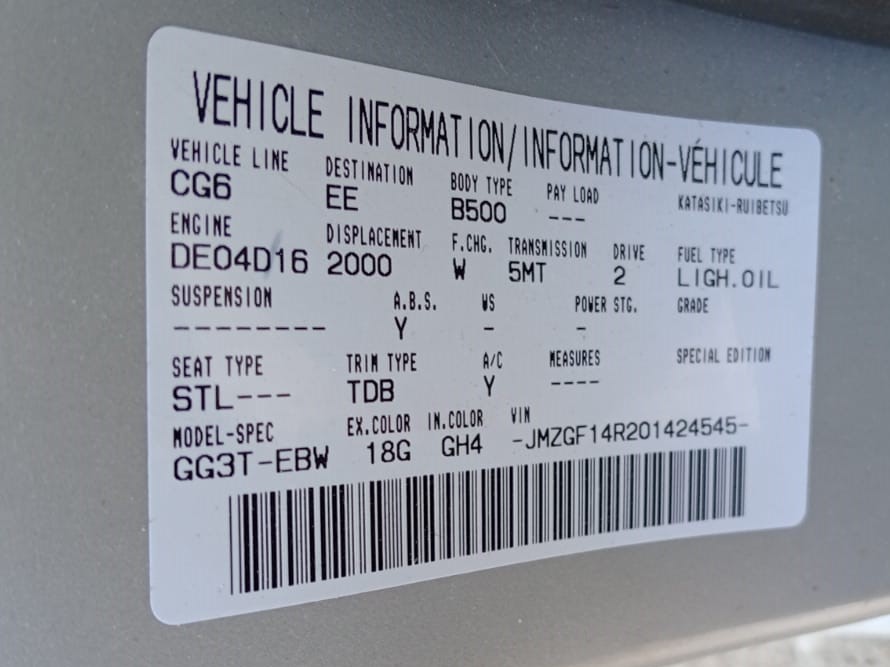 VEHICLE INFORMATION/INFORMATION-VÉHICULE
VEHICLE LINE DESTINATION BODY TYPE PAY LOAD KATASIKI-RUIBETSU
CG6 EE B500 ---
ENGINE DISPLACEMENT F.CHG. TRANSMISSION DRIVE FUEL TYPE
DE04D16 2000 W 5MT 2 LIGH.OIL
SUSPENSION A.B.S. WS POWER STG. GRADE
-------- Y - -
SEAT TYPE TRIM TYPE A/C MEASURES SPECIAL EDITION
STL--- TDB Y ----
MODEL-SPEC EX.COLOR IN.COLOR VIN
GG3T-EBW 18G GH4 -JMZGF14R201424545-